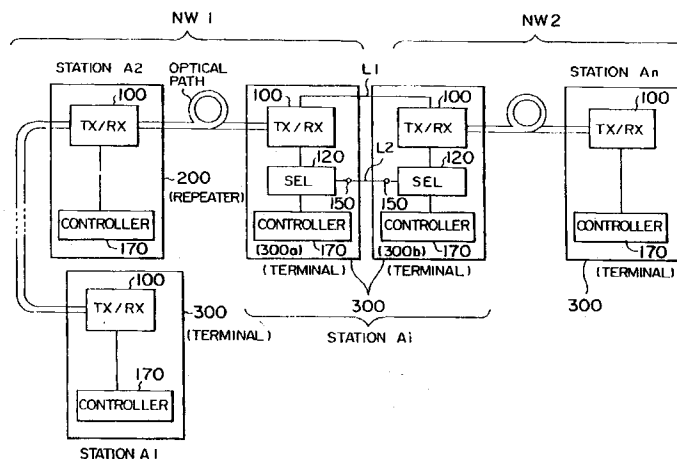 NW 1
NW2
STATION A2
OPTICAL PATH
L1
STATION An
100
100
100
100
TX/RX
TX/RX
TX/RX
TX/RX
120
L2
120
SEL
SEL
200
(REPEATER)
150
150
CONTROLLER
170
CONTROLLER
(300a)
170
(TERMINAL)
CONTROLLER
(300b)
170
(TERMINAL)
CONTROLLER
170
(TERMINAL)
300
300
STATION Ai
100
TX/RX
300
(TERMINAL)
170
CONTROLLER
STATION A1